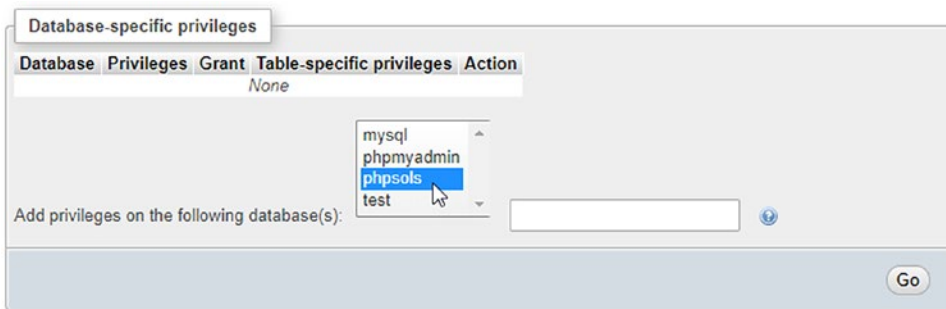 Database-specific privileges
Database Privileges Grant Table-specific privileges Action
None
mysql
phpmyadmin
phpsols
test
Add privileges on the following database(s):
Go